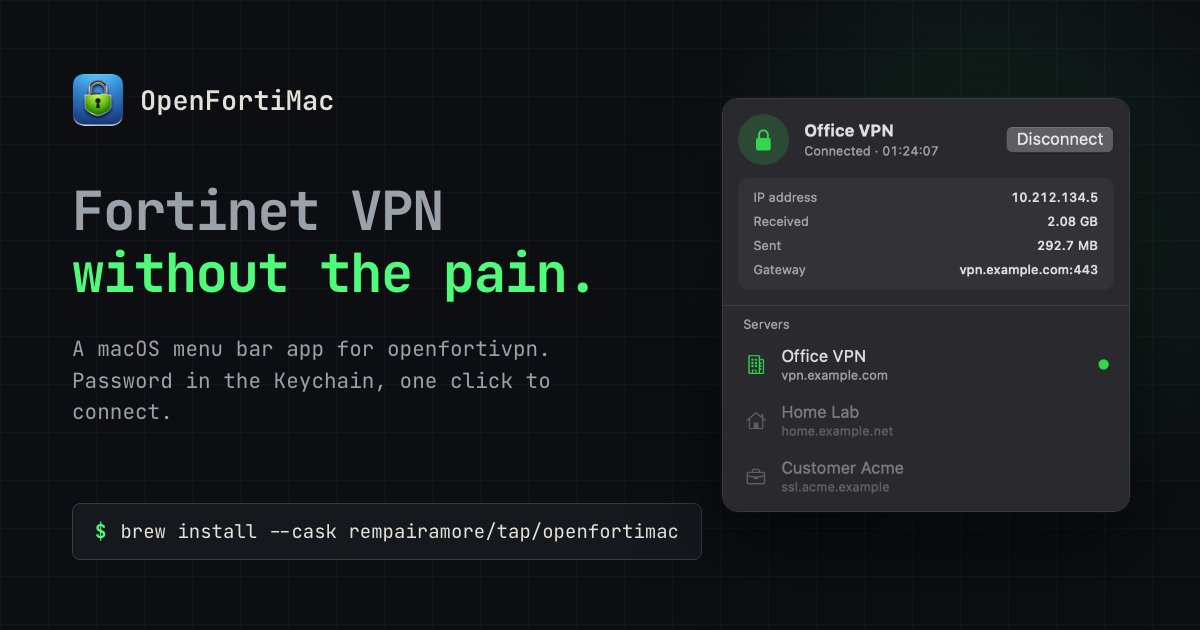 OpenFortiMac
Fortinet VPN
without the pain.
A macOS menu bar app for openfortivpn.
Password in the Keychain, one click to
connect.
$ brew install --cask rempairamore/tap/openfortimac
Office VPN
Connected · 01:24:07
Disconnect
IP address 10.212.134.5
Received 2.08 GB
Sent 292.7 MB
Gateway vpn.example.com:443
Servers
Office VPN
vpn.example.com
Home Lab
home.example.net
Customer Acme
ssl.acme.example